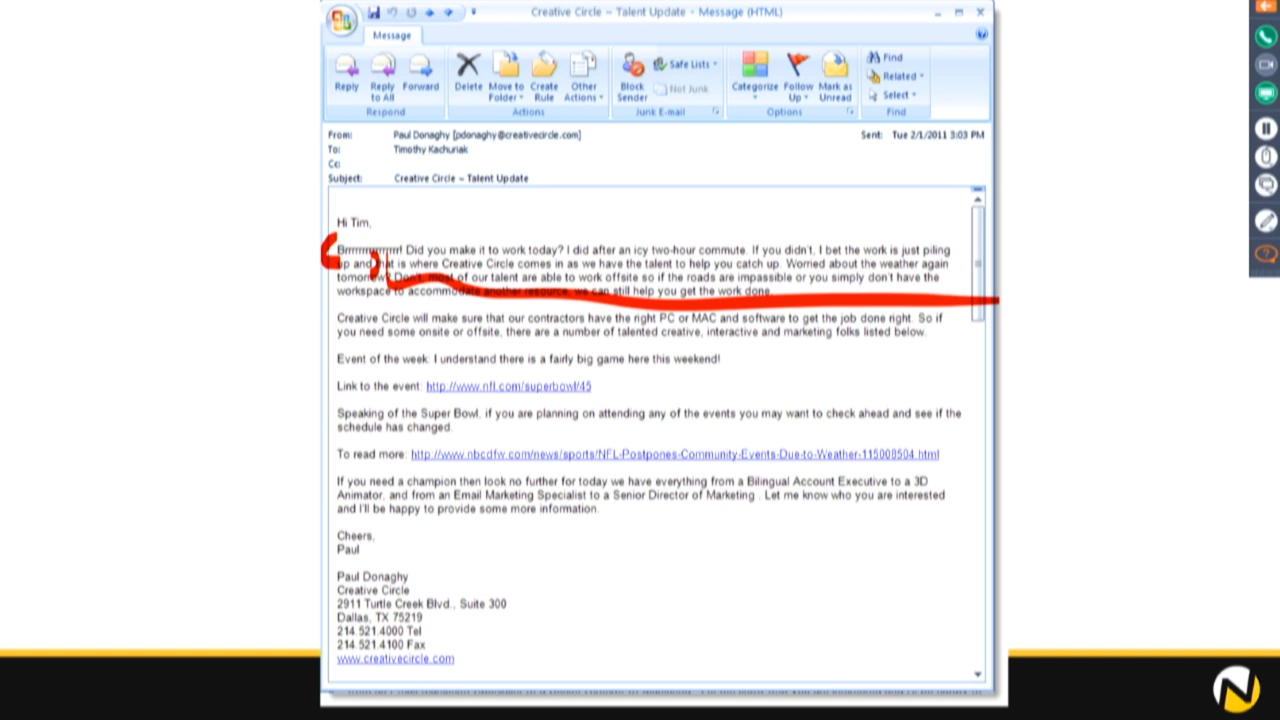 Creative Circle – Talent Update - Message (HTML)
Message
Reply
Reply to All
Forward
Respond
Delete
Move to Folder
Create Rule
Other Actions
Actions
Block Sender
Safe Lists
Not Junk
Junk E-mail
Categorize
Follow Up
Mark as Unread
Options
Find
Related
Select
Find
From: Paul Donaghy [pdonaghy@creativecircle.com] Sent: Tue 2/1/2011 3:03 PM
To: Timothy Kachuriak
Cc:
Subject: Creative Circle – Talent Update
Hi Tim,
Did you make it to work today? I did after an icy two-hour commute. If you didn't, I bet the work is just piling
up and that is where Creative Circle comes in as we have the talent to help you catch up. Worried about the weather again
tomorrow? Don't, most of our talent are able to work offsite so if the roads are impassible or you simply don't have the
workspace to accommodate another resource, we can still help you get the work done.
Creative Circle will make sure that our contractors have the right PC or MAC and software to get the job done right. So if
you need some onsite or offsite, there are a number of talented creative, interactive and marketing folks listed below.
Event of the week: I understand there is a fairly big game here this weekend!
Link to the event: http://www.nfl.com/superbowl/45
Speaking of the Super Bowl, if you are planning on attending any of the events you may want to check ahead and see if the
schedule has changed.
To read more: http://www.nbcdfw.com/news/sports/NFL-Postpones-Community-Events-Due-to-Weather-115008504.html
If you need a champion then look no further for today we have everything from a Bilingual Account Executive to a 3D
Animator, and from an Email Marketing Specialist to a Senior Director of Marketing . Let me know who you are interested
and I'll be happy to provide some more information.
Cheers,
Paul
Paul Donaghy
Creative Circle
2911 Turtle Creek Blvd., Suite 300
Dallas, TX 75219
214.521.4000 Tel
214.521.4100 Fax
www.creativecircle.com
N